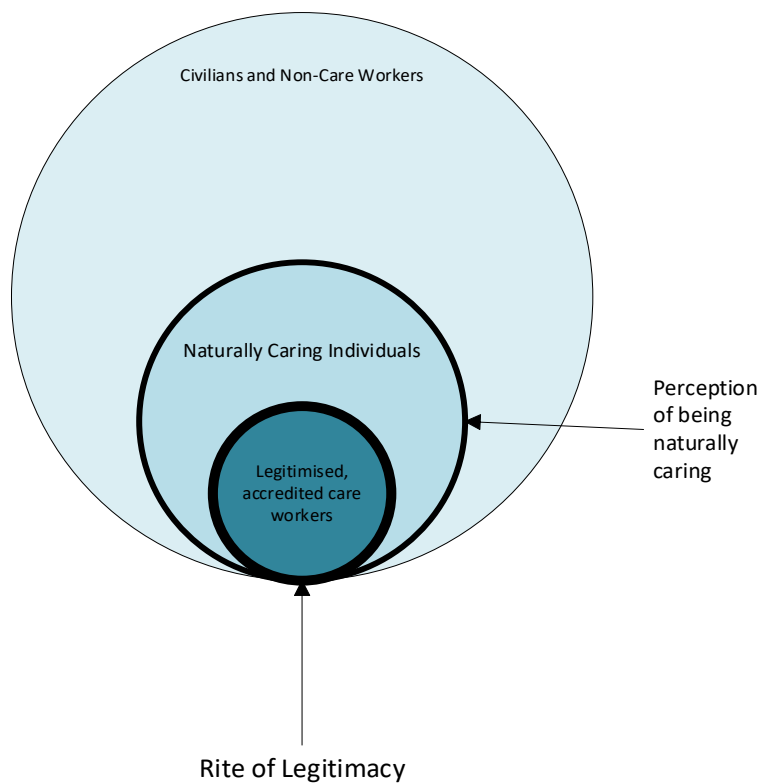 Civilians and Non-Care Workers
Naturally Caring Individuals
Perception
of being
naturally
caring
Legitimised,
accredited care
workers
Rite of Legitimacy